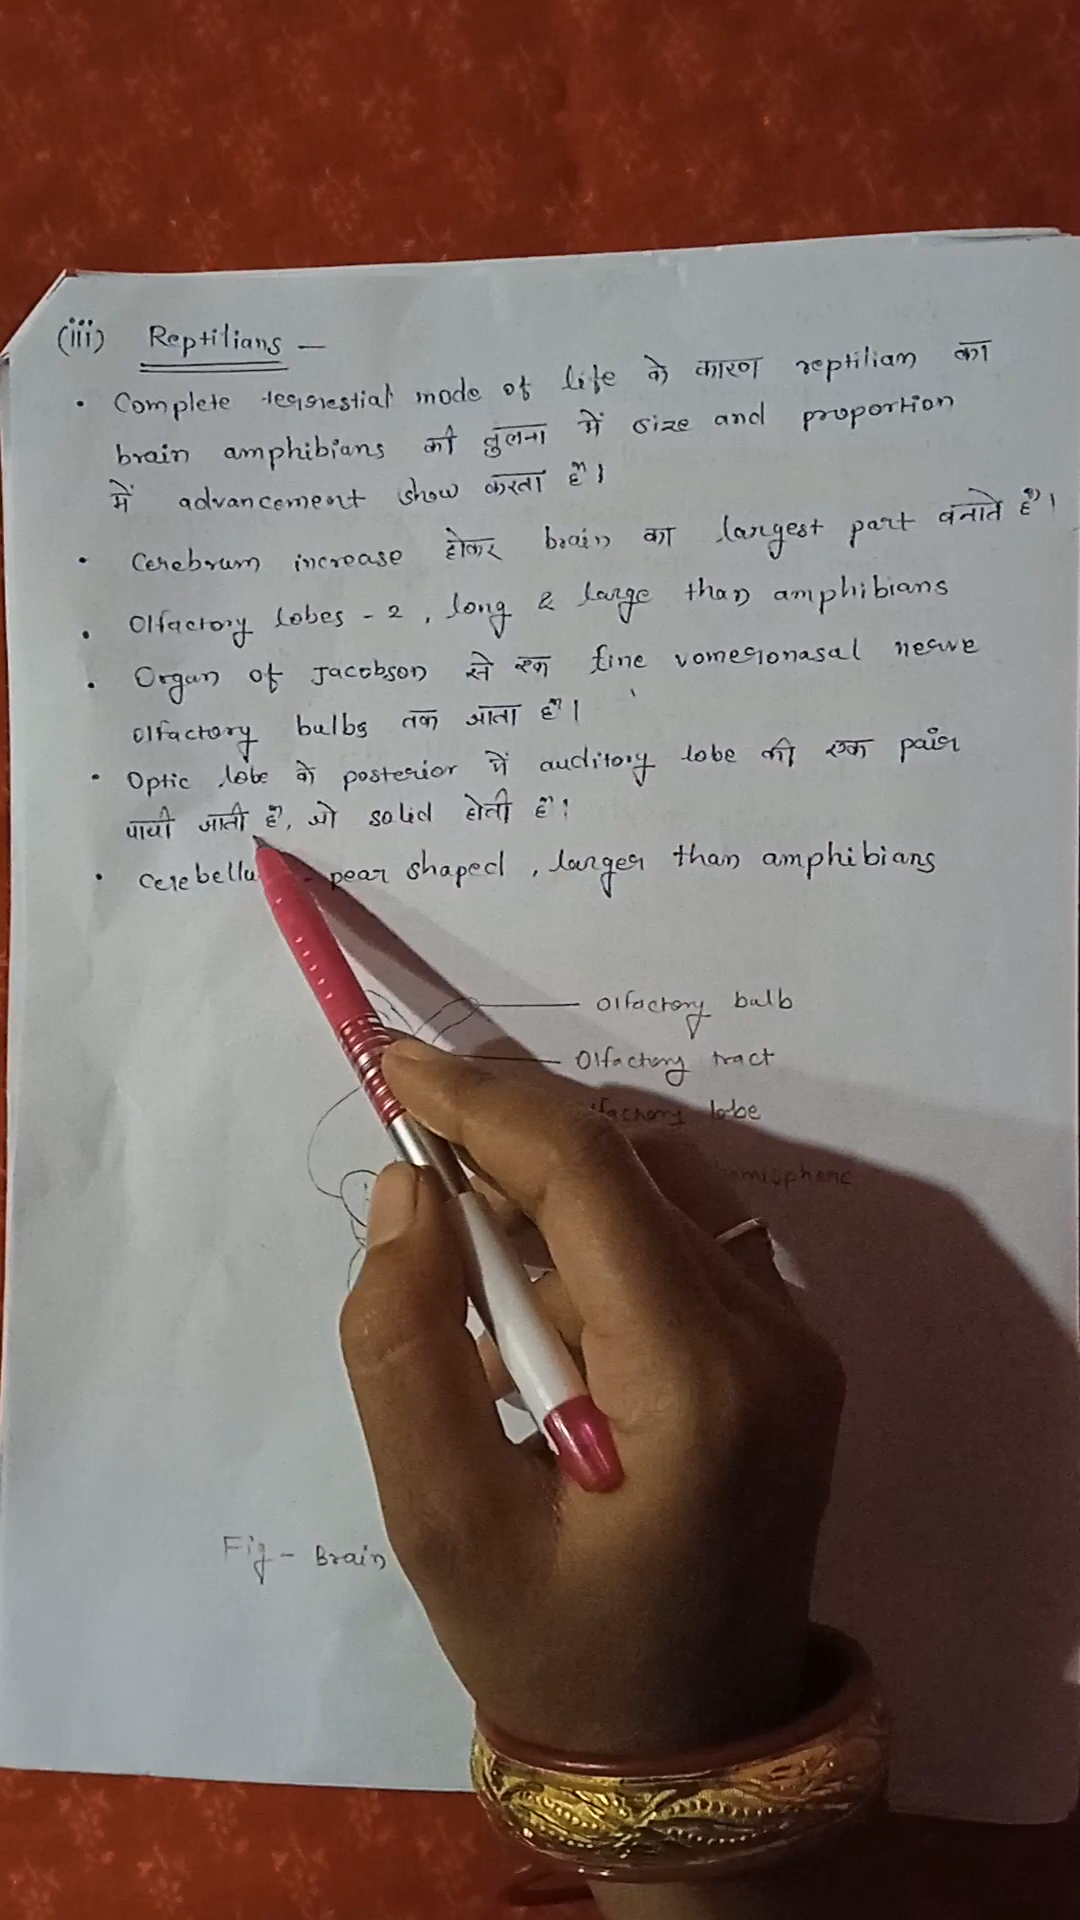 (iii) Reptilians –
• Complete terrestial mode of life के कारण reptilian का
brain amphibians की तुलना में size and proportion
में advancement show करता है।
• Cerebrum increase होकर brain का largest part बनाते है।
• Olfactory lobes - 2, long & large than amphibians
• Organ of Jacobson से एक fine vomeronasal nerve
olfactory bulbs तक आता है।
• Optic lobe के posterior में auditory lobe की एक pair
पायी जाती है, जो solid होती है।
• Cerebellu - pear shaped, larger than amphibians
Olfactory bulb
Olfactory tract
lfactory lobe
hemisphere
Fig - Brain